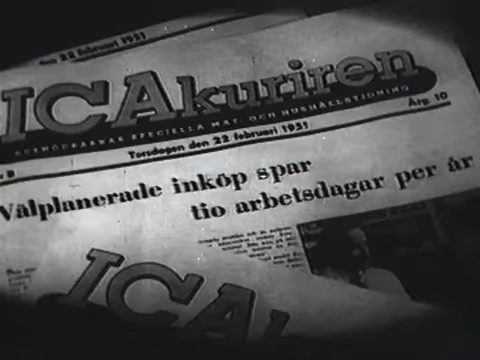 den 22 februari 1951
ICAkuriren
HUSMÖDRARNAS SPECIELLA MAT- OCH HUSHÅLLSTIDNING
Torsdagen den 22 februari 1951
Årg. 10
Välplanerade inköp spar
tio arbetsdagar per år
ICA